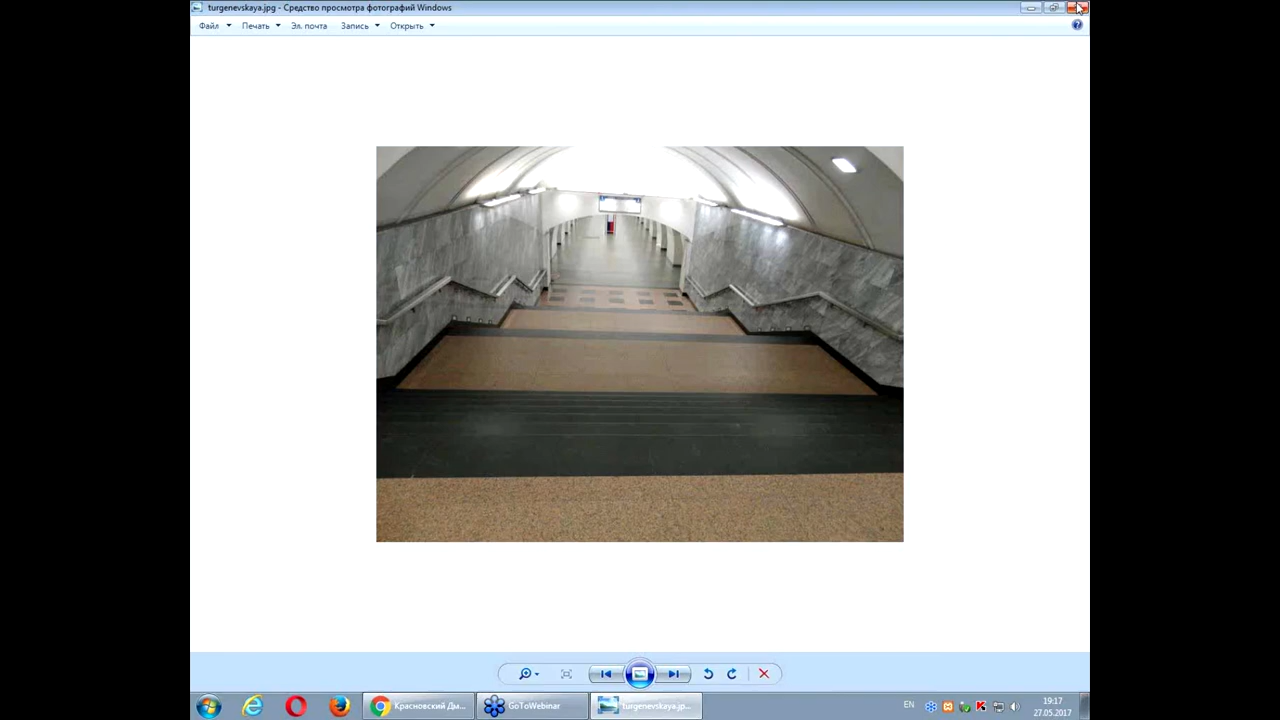 turgenevskaya.jpg - Средство просмотра фотографий Windows
Файл Печать Эл. почта Запись Открыть
Красновский Дм... GoToWebinar turgenevskaya.jp... EN 19:17
27.05.2017